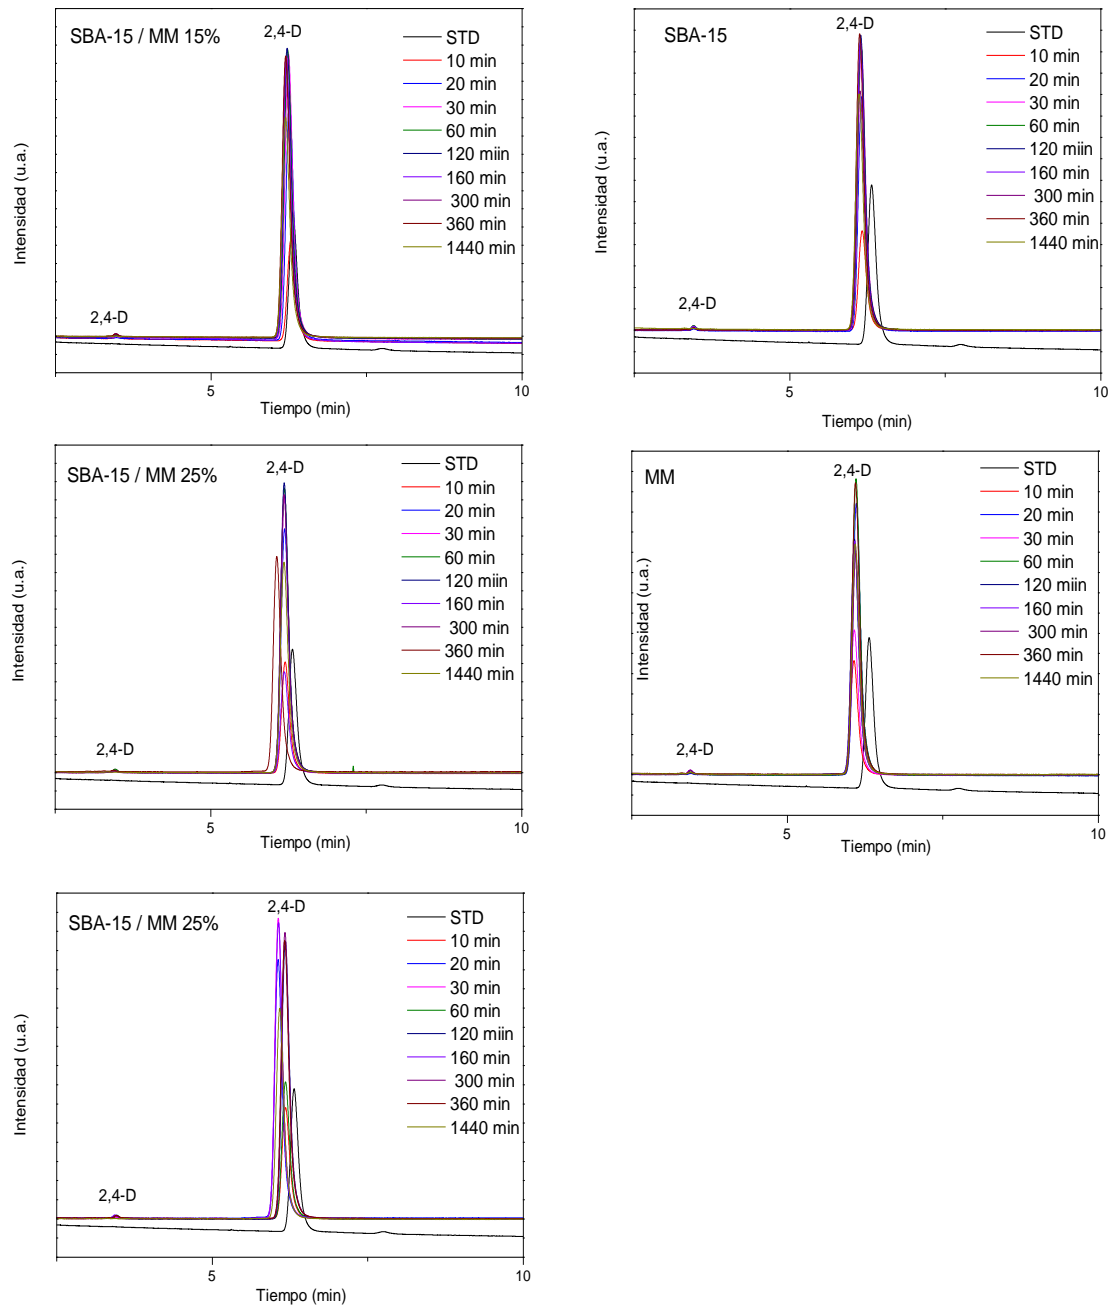 SBA-15 / MM 15%
2,4-D
STD
10 min
20 min
30 min
60 min
120 miin
160 min
300 min
360 min
1440 min
2,4-D
Intensidad (u.a.)
5
10
Tiempo (min)
SBA-15
2,4-D
STD
10 min
20 min
30 min
60 min
120 miin
160 min
300 min
360 min
1440 min
2,4-D
Intensidad (u.a.)
5
10
Tiempo (min)
SBA-15 / MM 25%
2,4-D
STD
10 min
20 min
30 min
60 min
120 miin
160 min
300 min
360 min
1440 min
2,4-D
Intensidad (u.a.)
5
10
Tiempo (min)
MM
2,4-D
STD
10 min
20 min
30 min
60 min
120 miin
160 min
300 min
360 min
1440 min
2,4-D
Intensidad (u.a.)
5
10
Tiempo (min)
SBA-15 / MM 25%
2,4-D
STD
10 min
20 min
30 min
60 min
120 miin
160 min
300 min
360 min
1440 min
2,4-D
Intensidad (u.a.)
5
10
Tiempo (min)